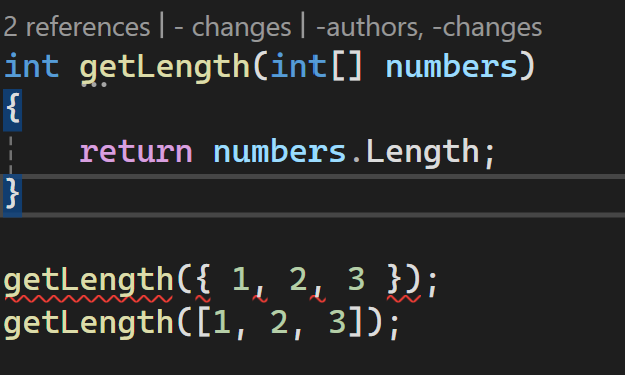 2 references | - changes | -authors, -changes
int getLength(int[] numbers)
{
    return numbers.Length;
}
getLength({ 1, 2, 3 });
getLength([1, 2, 3]);